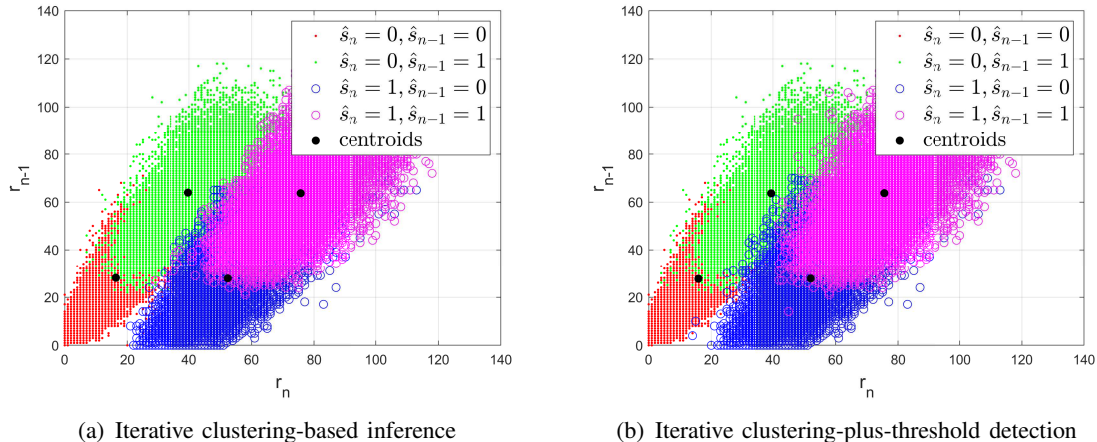 140
120
100
80
60
40
20
0
r_{n-1}
0 20 40 60 80 100 120 140
r_n
ŝ_n = 0, ŝ_{n-1} = 0
ŝ_n = 0, ŝ_{n-1} = 1
ŝ_n = 1, ŝ_{n-1} = 0
ŝ_n = 1, ŝ_{n-1} = 1
centroids
(a) Iterative clustering-based inference
140
120
100
80
60
40
20
0
r_{n-1}
0 20 40 60 80 100 120 140
r_n
ŝ_n = 0, ŝ_{n-1} = 0
ŝ_n = 0, ŝ_{n-1} = 1
ŝ_n = 1, ŝ_{n-1} = 0
ŝ_n = 1, ŝ_{n-1} = 1
centroids
(b) Iterative clustering-plus-threshold detection